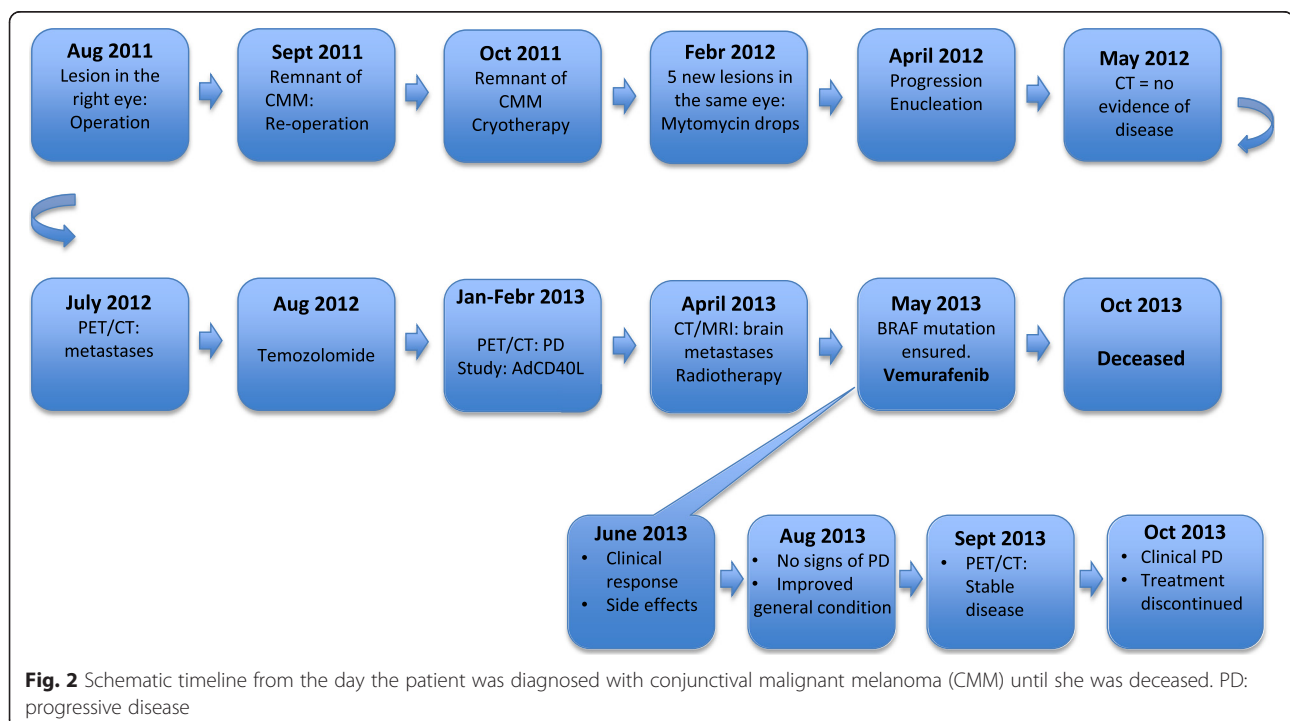 Aug 2011
Lesion in the
right eye:
Operation
Sept 2011
Remnant of
CMM:
Re-operation
Oct 2011
Remnant of
CMM
Cryotherapy
Febr 2012
5 new lesions in
the same eye:
Mytomycin drops
April 2012
Progression
Enucleation
May 2012
CT = no
evidence of
disease
July 2012
PET/CT:
metastases
Aug 2012
Temozolomide
Jan-Febr 2013
PET/CT: PD
Study: AdCD40L
April 2013
CT/MRI: brain
metastases
Radiotherapy
May 2013
BRAF mutation
ensured.
Vemurafenib
Oct 2013
Deceased
June 2013
• Clinical
response
• Side effects
Aug 2013
• No signs of PD
• Improved
general condition
Sept 2013
• PET/CT:
Stable
disease
Oct 2013
• Clinical PD
• Treatment
discontinued
Fig. 2 Schematic timeline from the day the patient was diagnosed with conjunctival malignant melanoma (CMM) until she was deceased. PD:
progressive disease